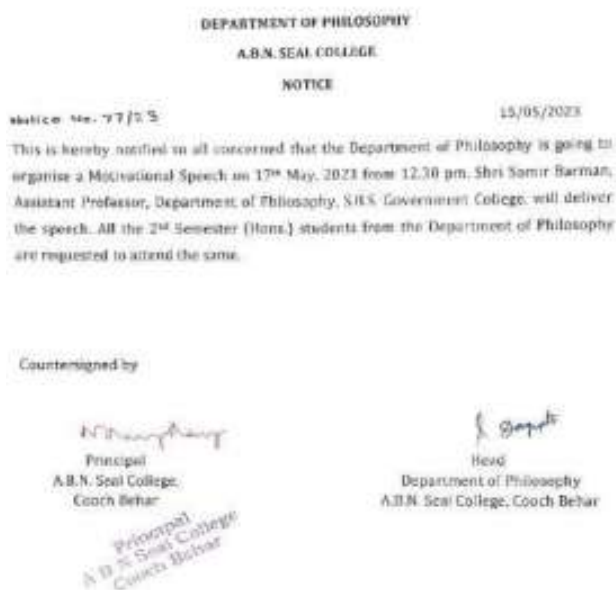 DEPARTMENT OF PHILOSOPHY
A.B.N. SEAL COLLEGE
NOTICE
Notice No. 77/23
15/05/2023
This is hereby notified to all concerned that the Department of Philosophy is going to
organise a Motivational Speech on 17th May, 2023 from 12.30 pm. Shri Samir Barman,
Assistant Professor, Department of Philosophy, Government College, will deliver
the speech. All the 2nd Semester (Hons.) students from the Department of Philosophy
are requested to attend the same.
Countersigned by
Principal
A.B.N. Seal College,
Cooch Behar
Head
Department of Philosophy
A.B.N. Seal College, Cooch Behar
Principal
A B N Seal College
Cooch Behar